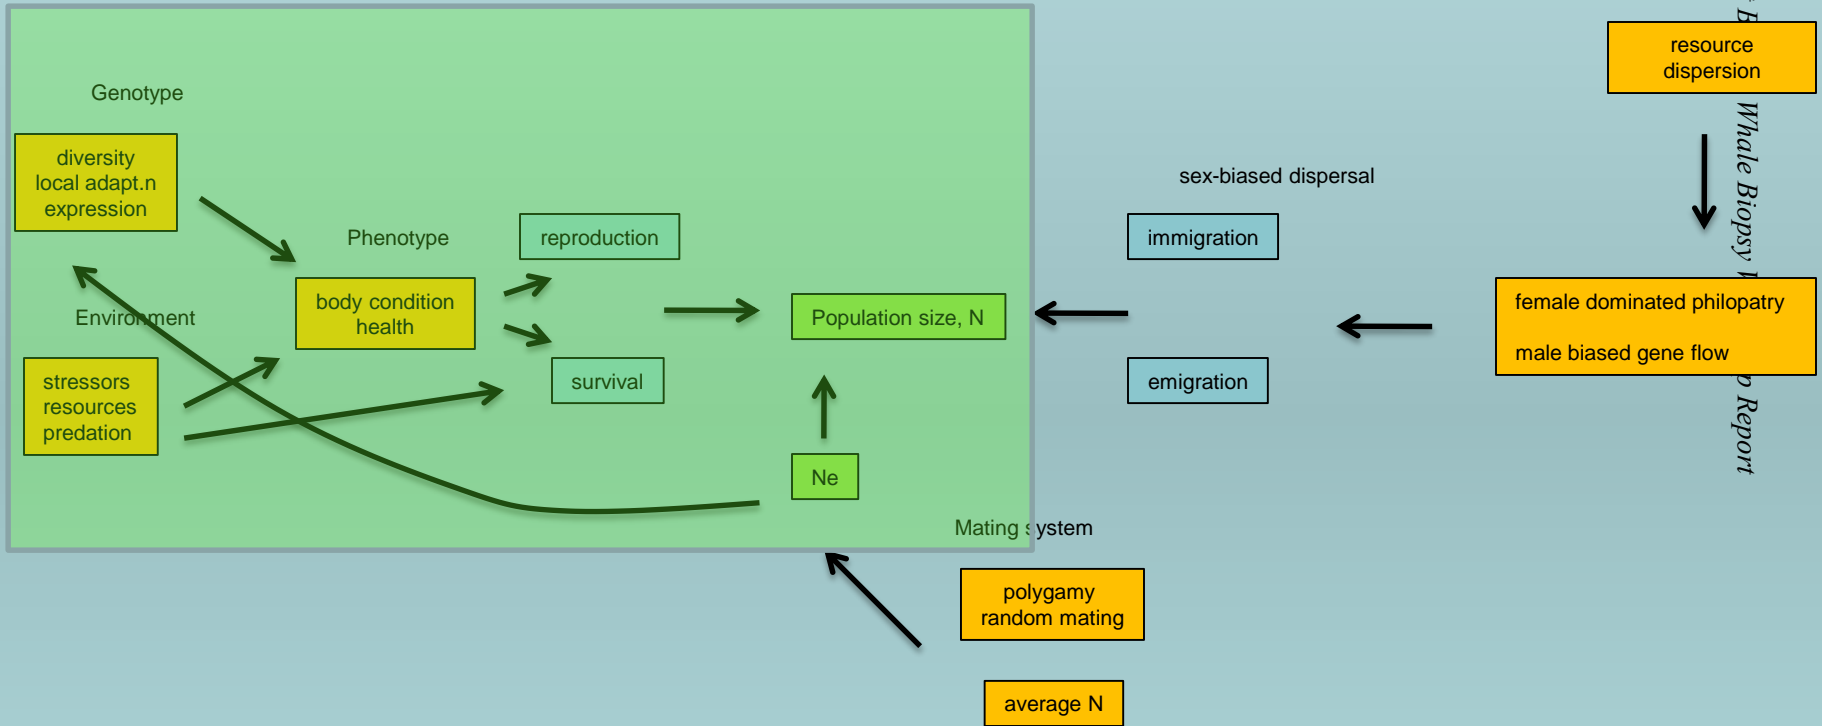 Genotype
diversity
local adapt.n
expression
Phenotype
reproduction
body condition
health
Environment
stressors
resources
predation
survival
Population size, N
Ne
Mating system
polygamy
random mating
average N
sex-biased dispersal
immigration
emigration
resource
dispersion
female dominated philopatry
male biased gene flow
Whale Biopsy
Report